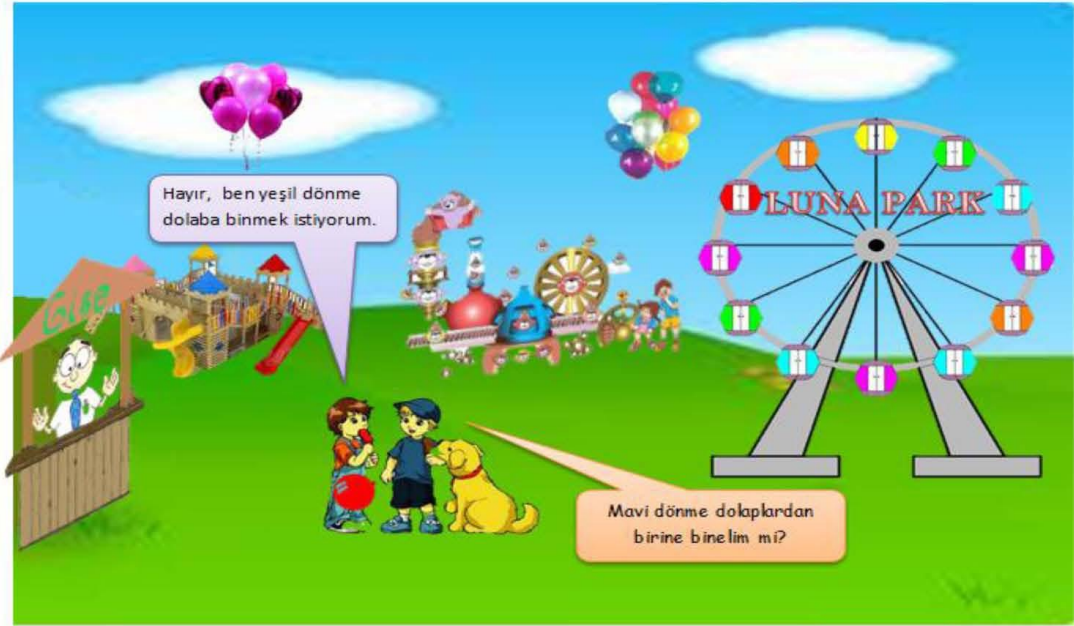 Hayır, ben yeşil dönme
dolaba binmek istiyorum.
LUNA PARK
Gişe
Mavi dönme dolaplardan
birine binelim mi?